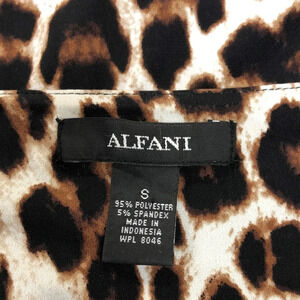 ALFANI
S
95% POLYESTER
5% SPANDEX
MADE IN
INDONESIA
WPL 8046